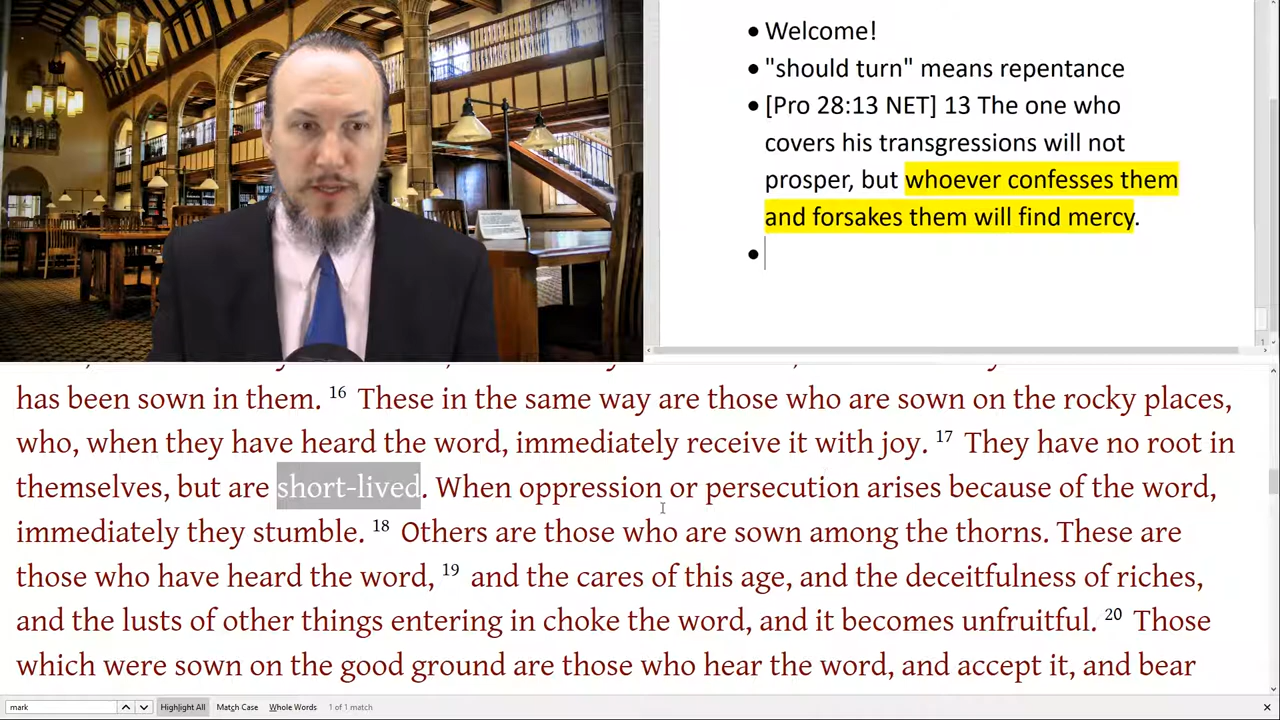 • Welcome!
• "should turn" means repentance
• [Pro 28:13 NET] 13 The one who
covers his transgressions will not
prosper, but whoever confesses them
and forsakes them will find mercy.
•
has been sown in them. 16 These in the same way are those who are sown on the rocky places,
who, when they have heard the word, immediately receive it with joy. 17 They have no root in
themselves, but are short-lived. When oppression or persecution arises because of the word,
immediately they stumble. 18 Others are those who are sown among the thorns. These are
those who have heard the word, 19 and the cares of this age, and the deceitfulness of riches,
and the lusts of other things entering in choke the word, and it becomes unfruitful. 20 Those
which were sown on the good ground are those who hear the word, and accept it, and bear
mark Highlight All Match Case Whole Words 1 of 1 match